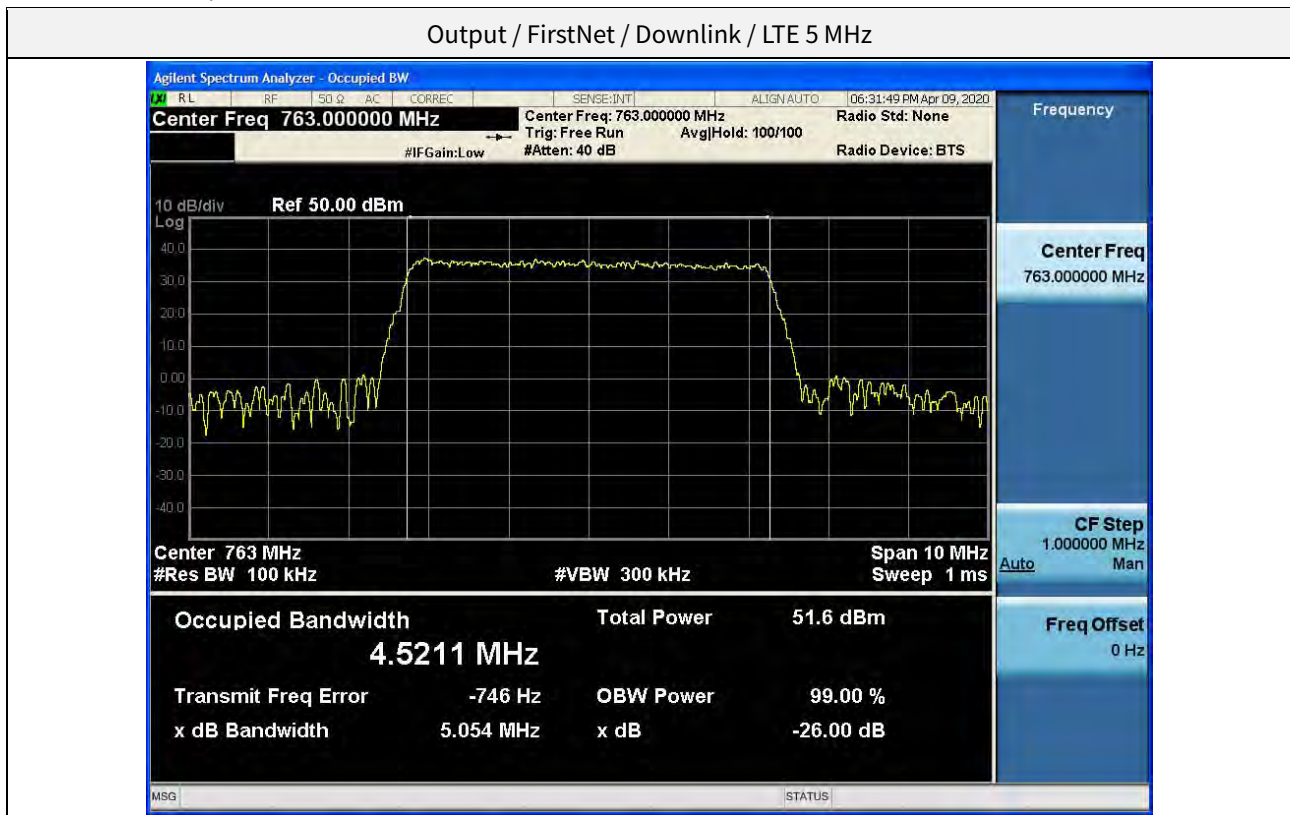 Output / FirstNet / Downlink / LTE 5 MHz
Agilent Spectrum Analyzer - Occupied BW
RL RF 50 Ω AC CORREC SENSE:INT ALIGN AUTO 06:31:49 PM Apr 09, 2020
Center Freq 763.000000 MHz Center Freq: 763.000000 MHz Radio Std: None
Trig: Free Run Avg|Hold: 100/100
#IFGain:Low #Atten: 40 dB Radio Device: BTS
10 dB/div Ref 50.00 dBm
Log
40.0
30.0
20.0
10.0
0.00
-10.0
-20.0
-30.0
-40.0
Center 763 MHz Span 10 MHz
#Res BW 100 kHz #VBW 300 kHz Sweep 1 ms
Occupied Bandwidth Total Power 51.6 dBm
4.5211 MHz
Transmit Freq Error -746 Hz OBW Power 99.00 %
x dB Bandwidth 5.054 MHz x dB -26.00 dB
MSG STATUS
Frequency
Center Freq
763.000000 MHz
CF Step
1.000000 MHz
Auto Man
Freq Offset
0 Hz